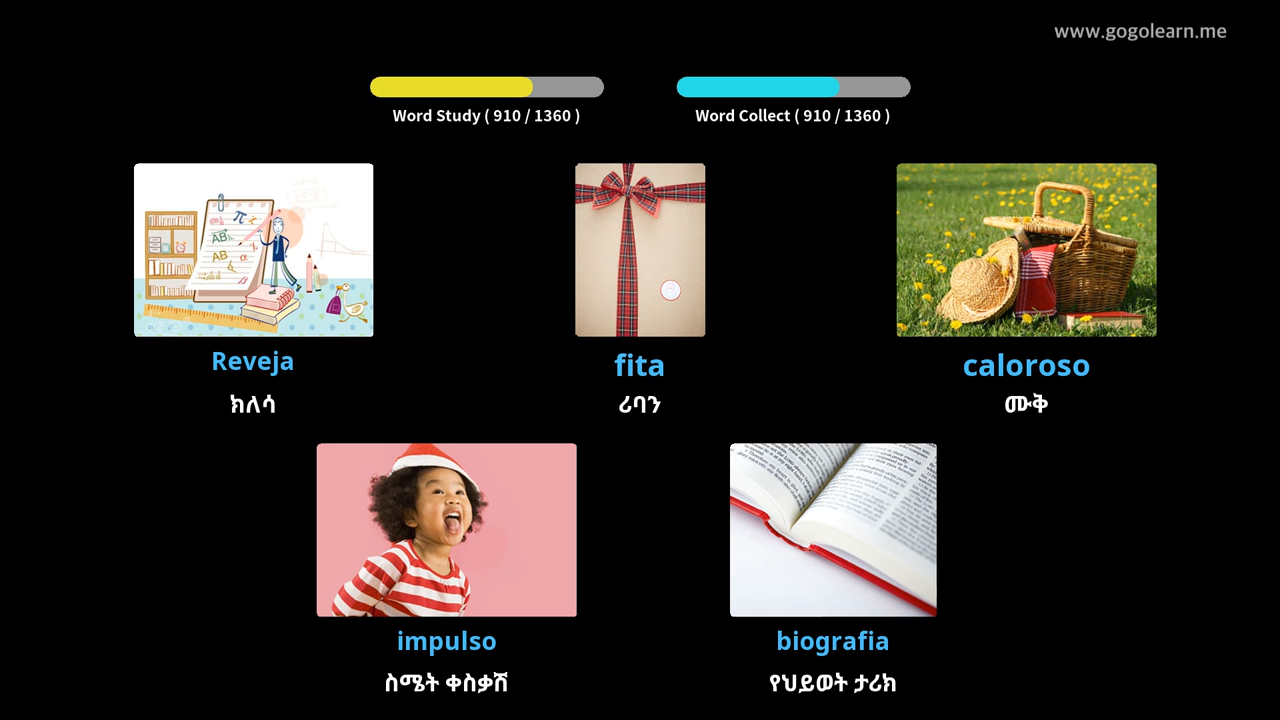 www.gogolearn.me
Word Study ( 910 / 1360 )
Word Collect ( 910 / 1360 )
Reveja
fita
caloroso
ክለሳ
ሪባን
ሙቅ
impulso
biografia
ስሜት ቀስቃሽ
የህይወት ታሪክ